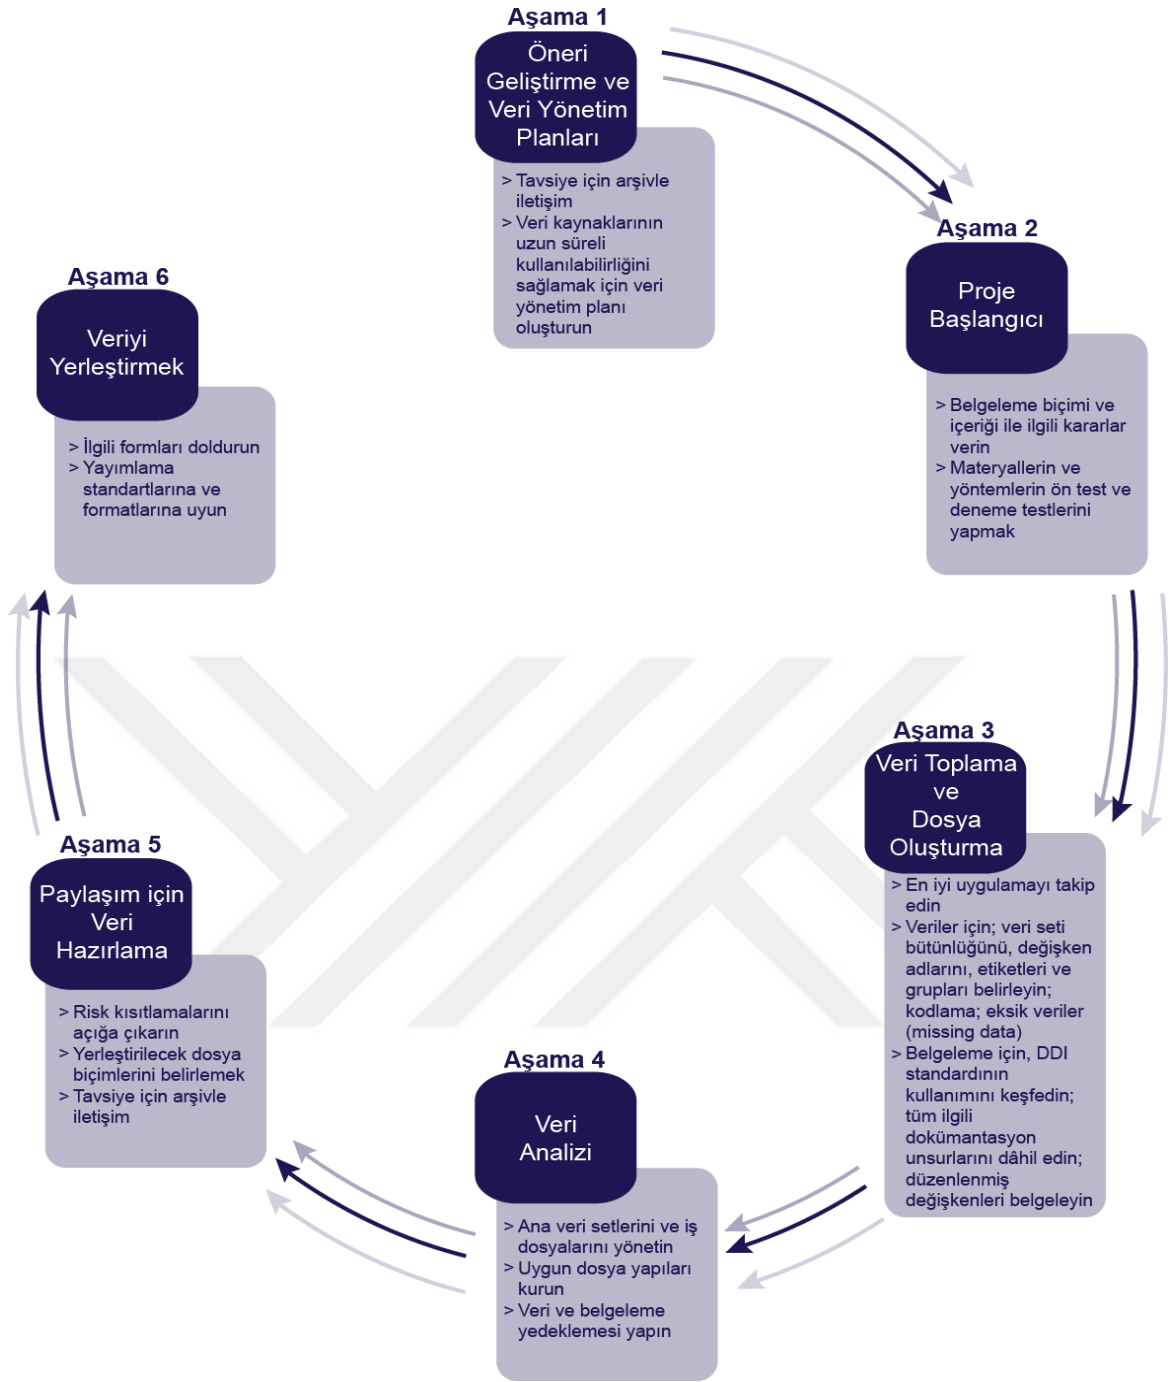 Aşama 1
Öneri
Geliştirme ve
Veri Yönetim
Planları
> Tavsiye için arşivle
iletişim
> Veri kaynaklarının
uzun süreli
kullanılabilirliğini
sağlamak için veri
yönetim planı
oluşturun
Aşama 2
Proje
Başlangıcı
> Belgeleme biçimi ve
içeriği ile ilgili kararlar
verin
> Materyallerin ve
yöntemlerin ön test ve
deneme testlerini
yapmak
Aşama 3
Veri Toplama
ve
Dosya
Oluşturma
> En iyi uygulamayı takip
edin
> Veriler için; veri seti
bütünlüğünü, değişken
adlarını, etiketleri ve
grupları belirleyin;
kodlama; eksik veriler
(missing data)
> Belgeleme için, DDI
standardının
kullanımını keşfedin;
tüm ilgili
dokümantasyon
unsurlarını dâhil edin;
düzenlenmiş
değişkenleri belgeleyin
Aşama 4
Veri
Analizi
> Ana veri setlerini ve iş
dosyalarını yönetin
> Uygun dosya yapıları
kurun
> Veri ve belgeleme
yedeklemesi yapın
Aşama 5
Paylaşım için
Veri
Hazırlama
> Risk kısıtlamalarını
açığa çıkarın
> Yerleştirilecek dosya
biçimlerini belirlemek
> Tavsiye için arşivle
iletişim
Aşama 6
Veriyi
Yerleştirmek
> İlgili formları doldurun
> Yayımlama
standartlarına ve
formatlarına uyun